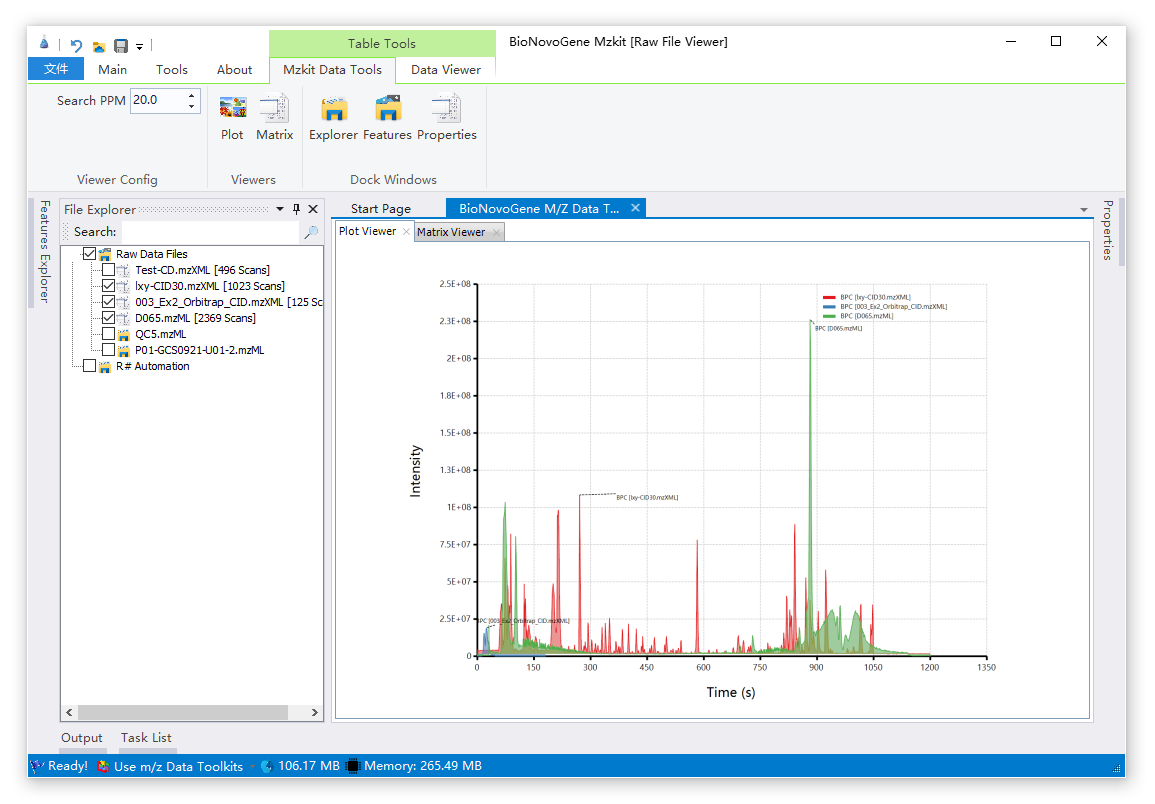 BioNovoGene Mzkit [Raw File Viewer]
Table Tools
文件 Main Tools About Mzkit Data Tools Data Viewer
Search PPM 20.0
Plot Matrix Explorer Features Properties
Viewer Config Viewers Dock Windows
Features Explorer
File Explorer
Search:
Raw Data Files
Test-CD.mzXML [496 Scans]
lxy-CID30.mzXML [1023 Scans]
003_Ex2_Orbitrap_CID.mzXML [125 Sc
D065.mzML [2369 Scans]
QC5.mzML
P01-GCS0921-U01-2.mzML
R# Automation
Start Page BioNovoGene M/Z Data T...
Plot Viewer Matrix Viewer
Properties
BPC [lxy-CID30.mzXML]
BPC [003_Ex2_Orbitrap_CID.mzXML]
BPC [D065.mzML]
BPC [D065.mzML]
BPC [lxy-CID30.mzXML]
BPC [003_Ex2_Orbitrap_CID.mzXML]
2.5E+08
2.3E+08
2E+08
1.8E+08
1.5E+08
1.3E+08
1E+08
7.5E+07
5E+07
2.5E+07
0
Intensity
0 150 300 450 600 750 900 1050 1200 1350
Time (s)
Output Task List
Ready! Use m/z Data Toolkits 106.17 MB Memory: 265.49 MB